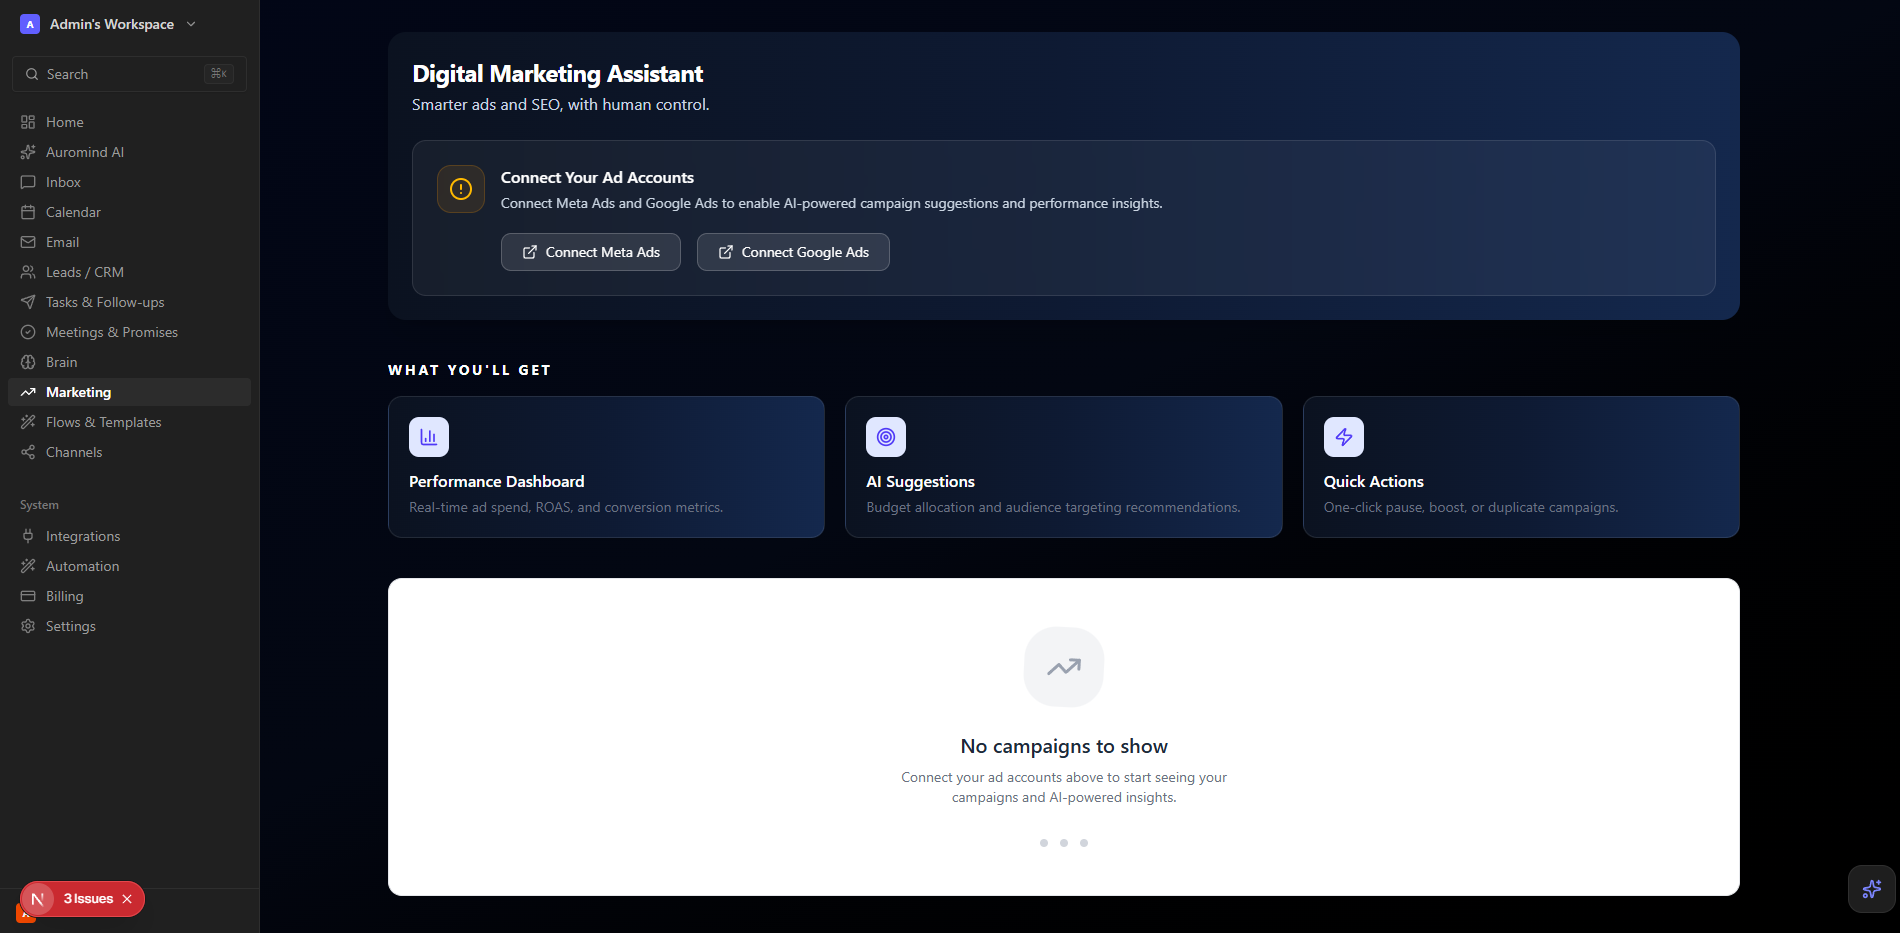 A Admin's Workspace
Search ⌘K
Home
Auromind AI
Inbox
Calendar
Email
Leads / CRM
Tasks & Follow-ups
Meetings & Promises
Brain
Marketing
Flows & Templates
Channels
System
Integrations
Automation
Billing
Settings
N 3 Issues
Digital Marketing Assistant
Smarter ads and SEO, with human control.
Connect Your Ad Accounts
Connect Meta Ads and Google Ads to enable AI-powered campaign suggestions and performance insights.
Connect Meta Ads Connect Google Ads
WHAT YOU'LL GET
Performance Dashboard
Real-time ad spend, ROAS, and conversion metrics.
AI Suggestions
Budget allocation and audience targeting recommendations.
Quick Actions
One-click pause, boost, or duplicate campaigns.
No campaigns to show
Connect your ad accounts above to start seeing your
campaigns and AI-powered insights.